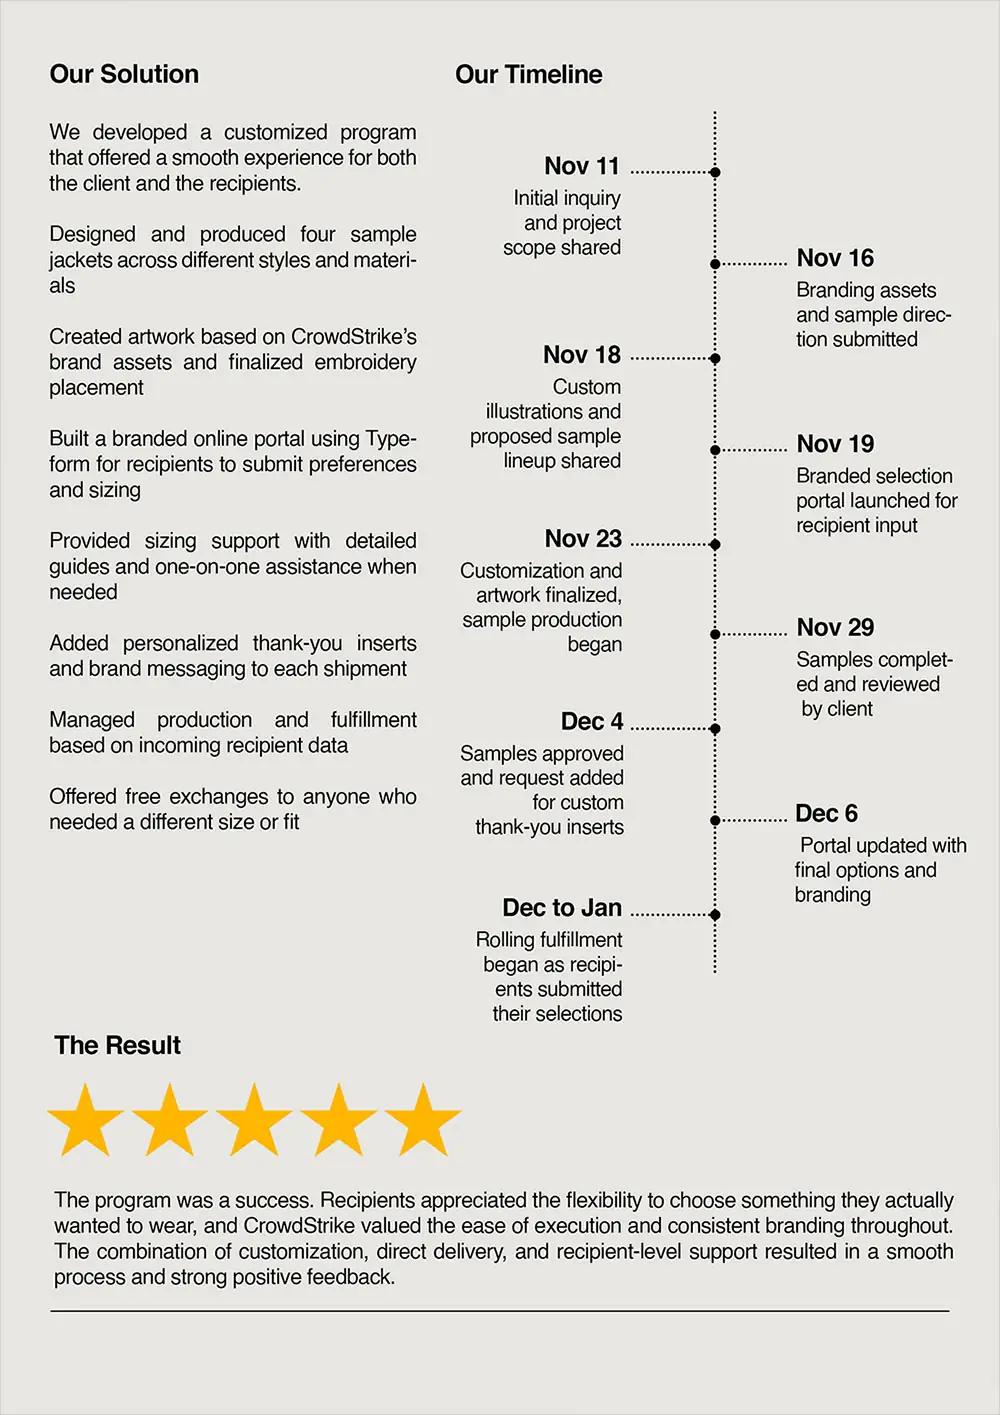 Our Solution
We developed a customized program
that offered a smooth experience for both
the client and the recipients.
Designed and produced four sample
jackets across different styles and materi-
als
Created artwork based on CrowdStrike’s
brand assets and finalized embroidery
placement
Built a branded online portal using Type-
form for recipients to submit preferences
and sizing
Provided sizing support with detailed
guides and one-on-one assistance when
needed
Added personalized thank-you inserts
and brand messaging to each shipment
Managed production and fulfillment
based on incoming recipient data
Offered free exchanges to anyone who
needed a different size or fit
Our Timeline
Nov 11
Initial inquiry
and project
scope shared
Nov 16
Branding assets
and sample direc-
tion submitted
Nov 18
Custom
illustrations and
proposed sample
lineup shared
Nov 19
Branded selection
portal launched for
recipient input
Nov 23
Customization and
artwork finalized,
sample production
began
Nov 29
Samples complet-
ed and reviewed
by client
Dec 4
Samples approved
and request added
for custom
thank-you inserts
Dec 6
Portal updated with
final options and
branding
Dec to Jan
Rolling fulfillment
began as recipi-
ents submitted
their selections
The Result
The program was a success. Recipients appreciated the flexibility to choose something they actually
wanted to wear, and CrowdStrike valued the ease of execution and consistent branding throughout.
The combination of customization, direct delivery, and recipient-level support resulted in a smooth
process and strong positive feedback.